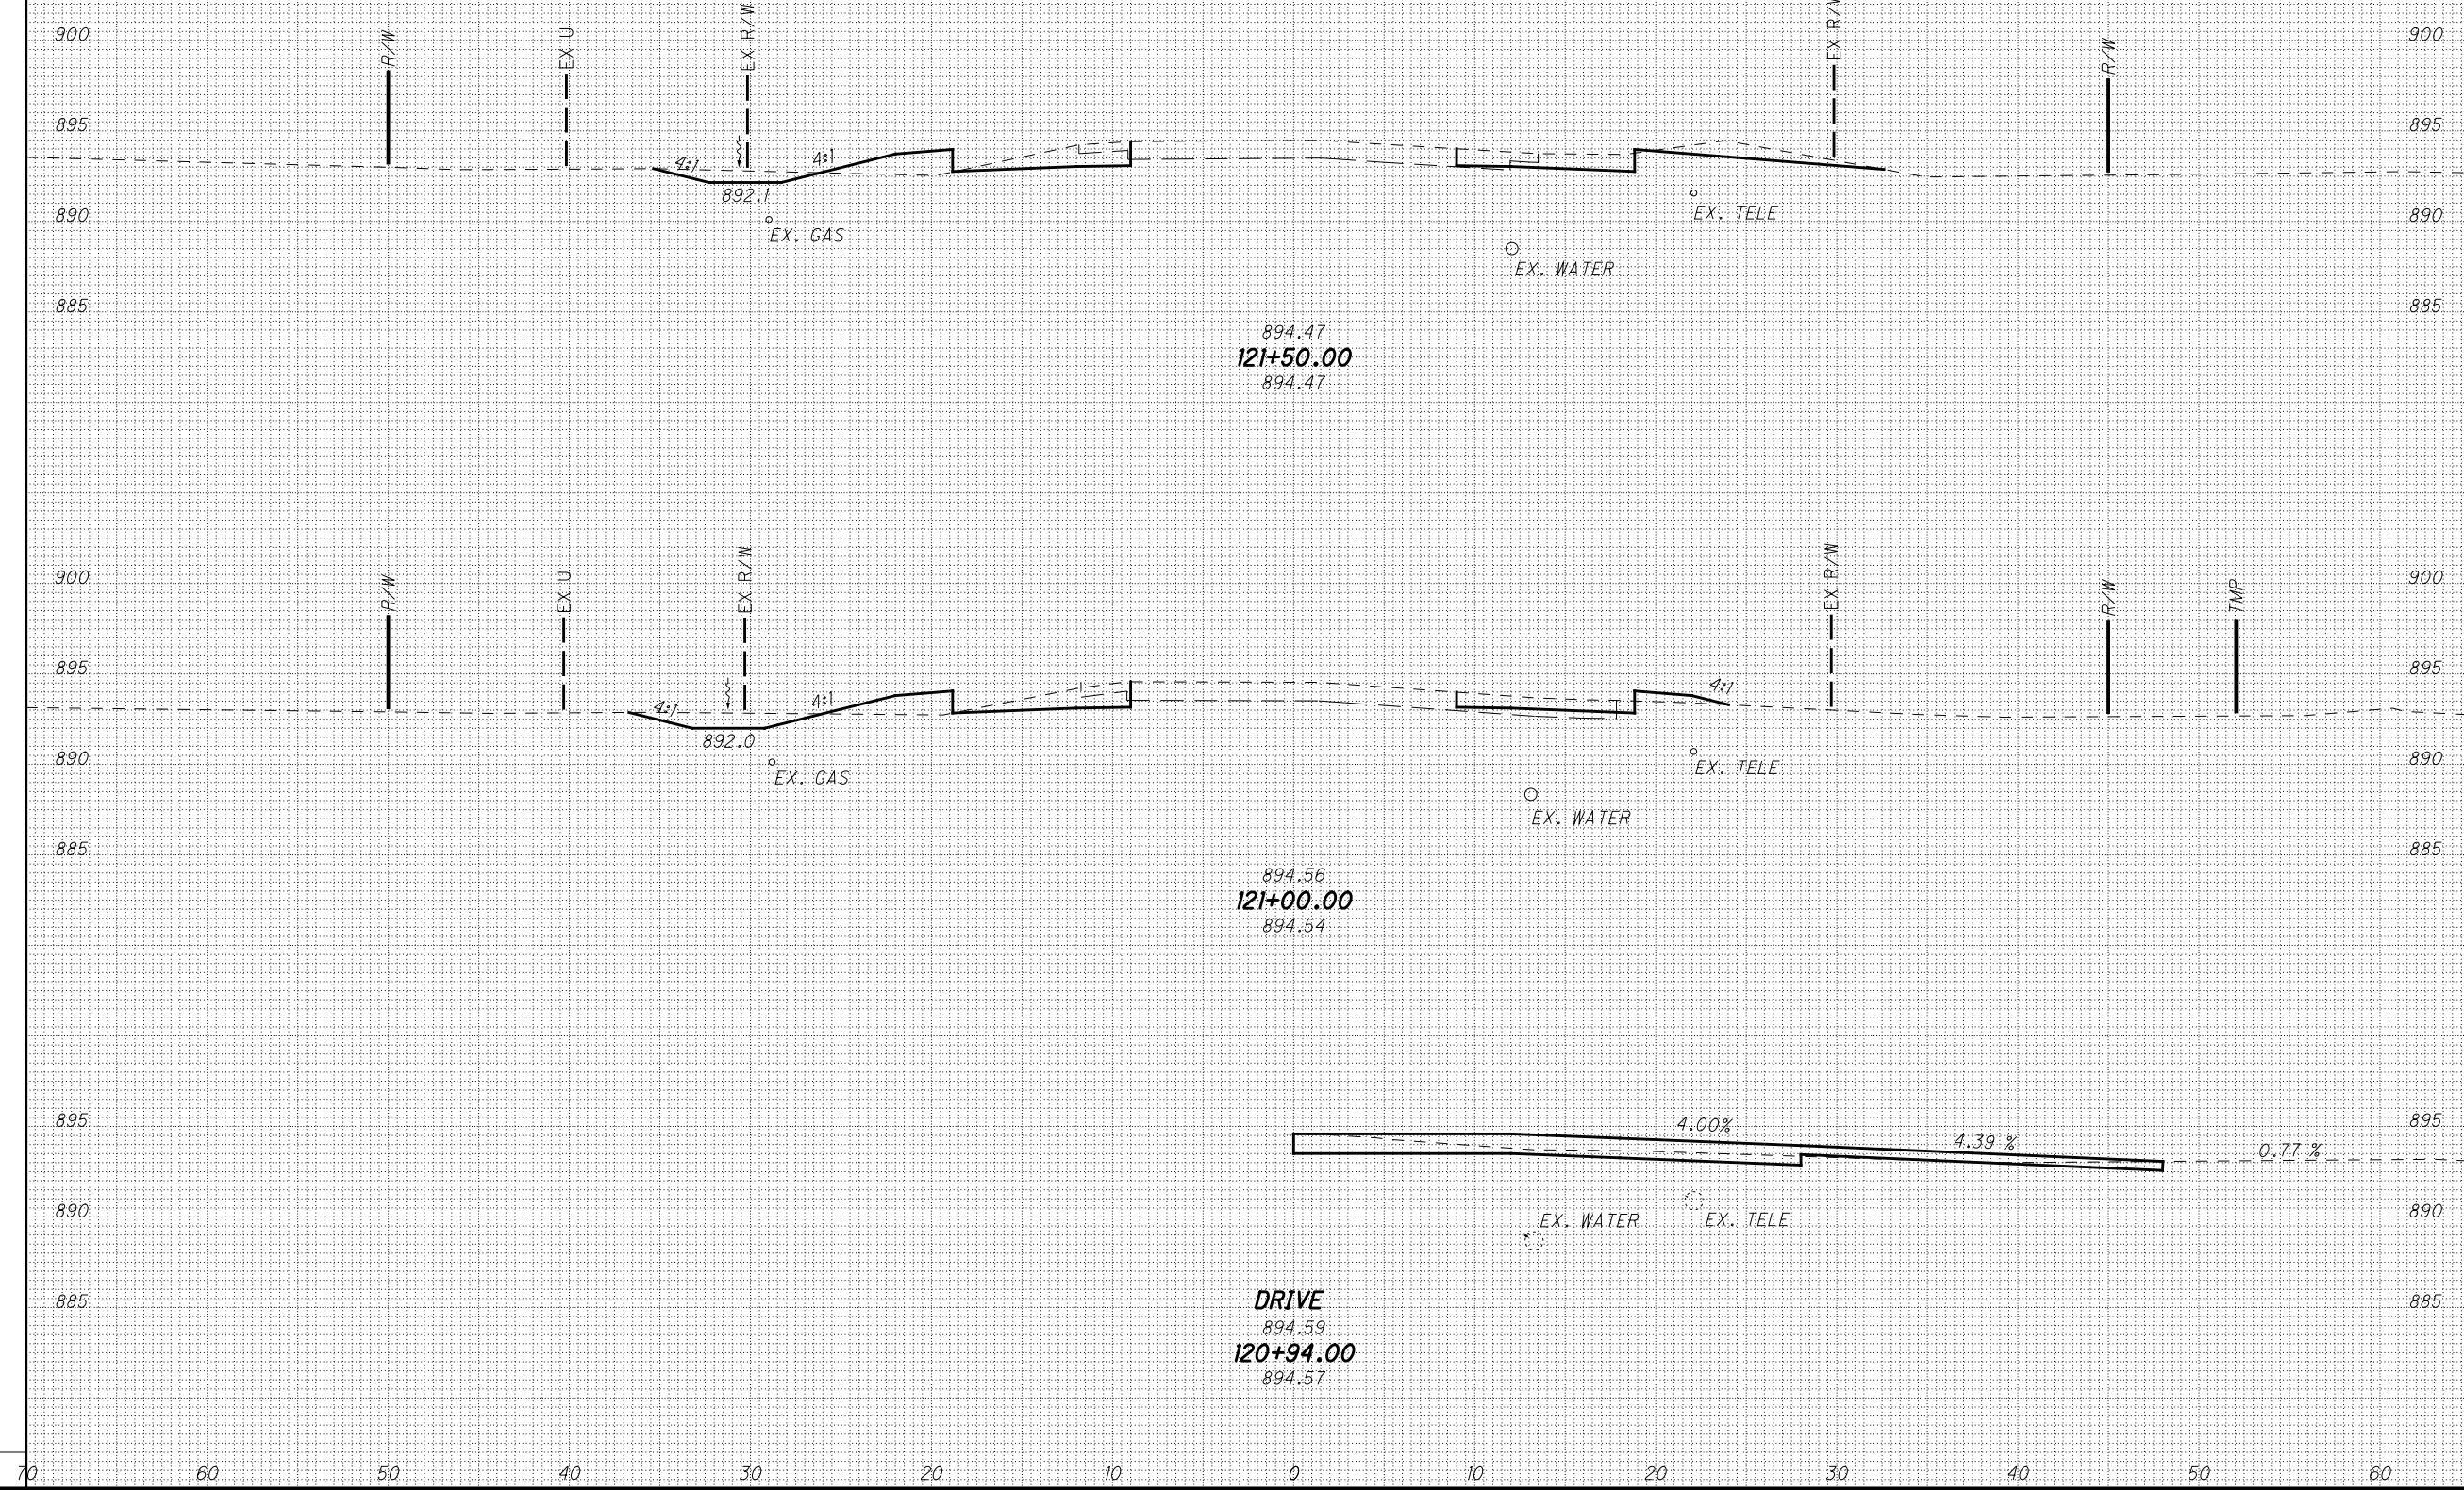 900 R/W EX U EX R/W EX R/W R/W 900
895 895
4:1 4:1
892.1
890 EX. GAS EX. TELE 890
EX. WATER
885 885
894.47
121+50.00
894.47
900 R/W EX U EX R/W EX R/W R/W TMP 900
895 895
4:1 4:1 4:1
892.0
890 EX. GAS EX. TELE 890
EX. WATER
885 885
894.56
121+00.00
894.54
895 4.00% 895
4.39 % 0.77 %
890 EX. WATER EX. TELE 890
885 885
DRIVE
894.59
120+94.00
894.57
70 60 50 40 30 20 10 0 10 20 30 40 50 60